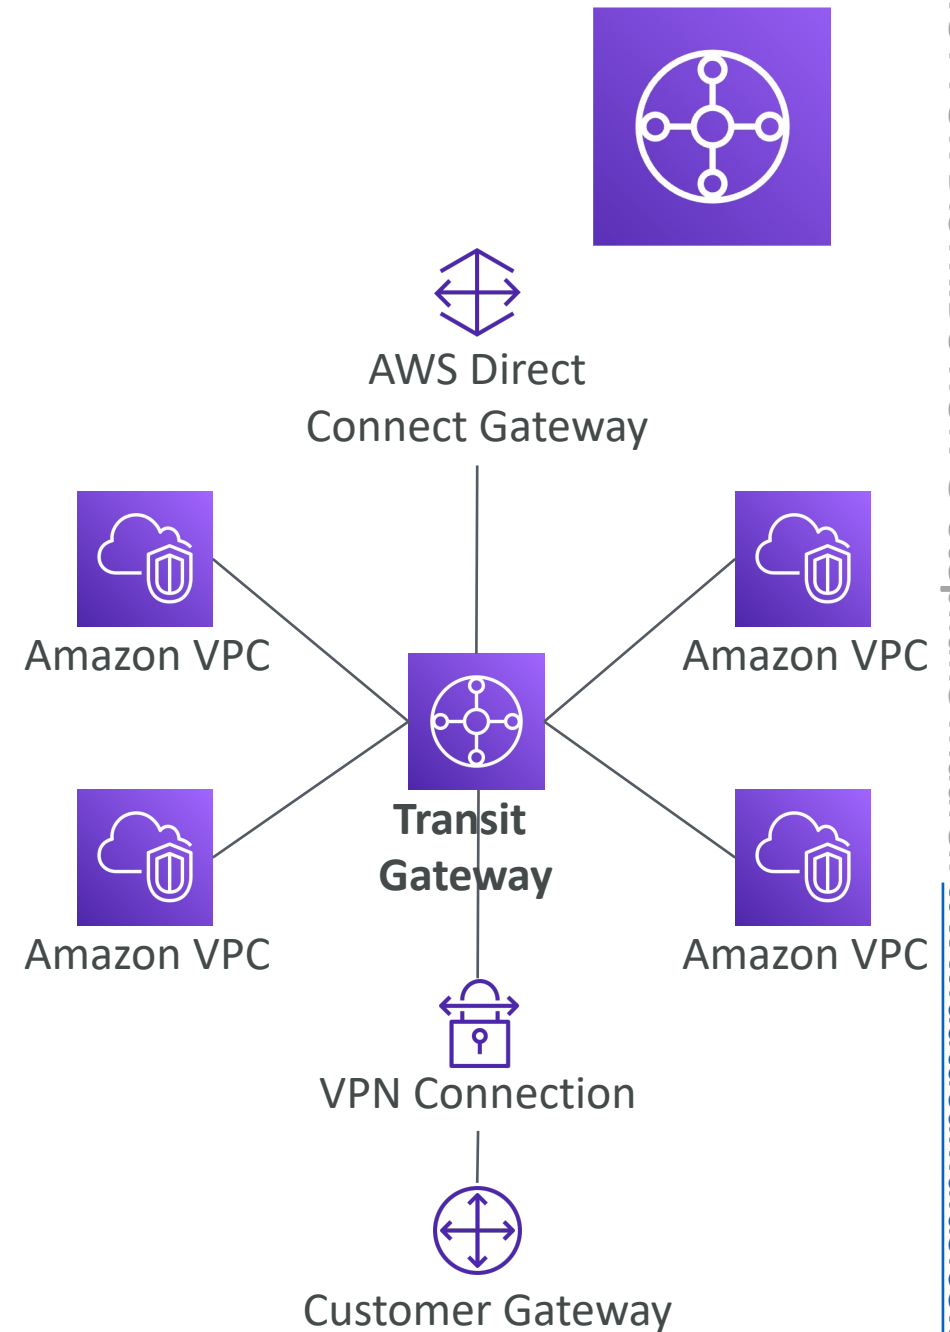 AWS Direct
Connect Gateway
Amazon VPC
Amazon VPC
Transit
Gateway
Amazon VPC
Amazon VPC
VPN Connection
Customer Gateway